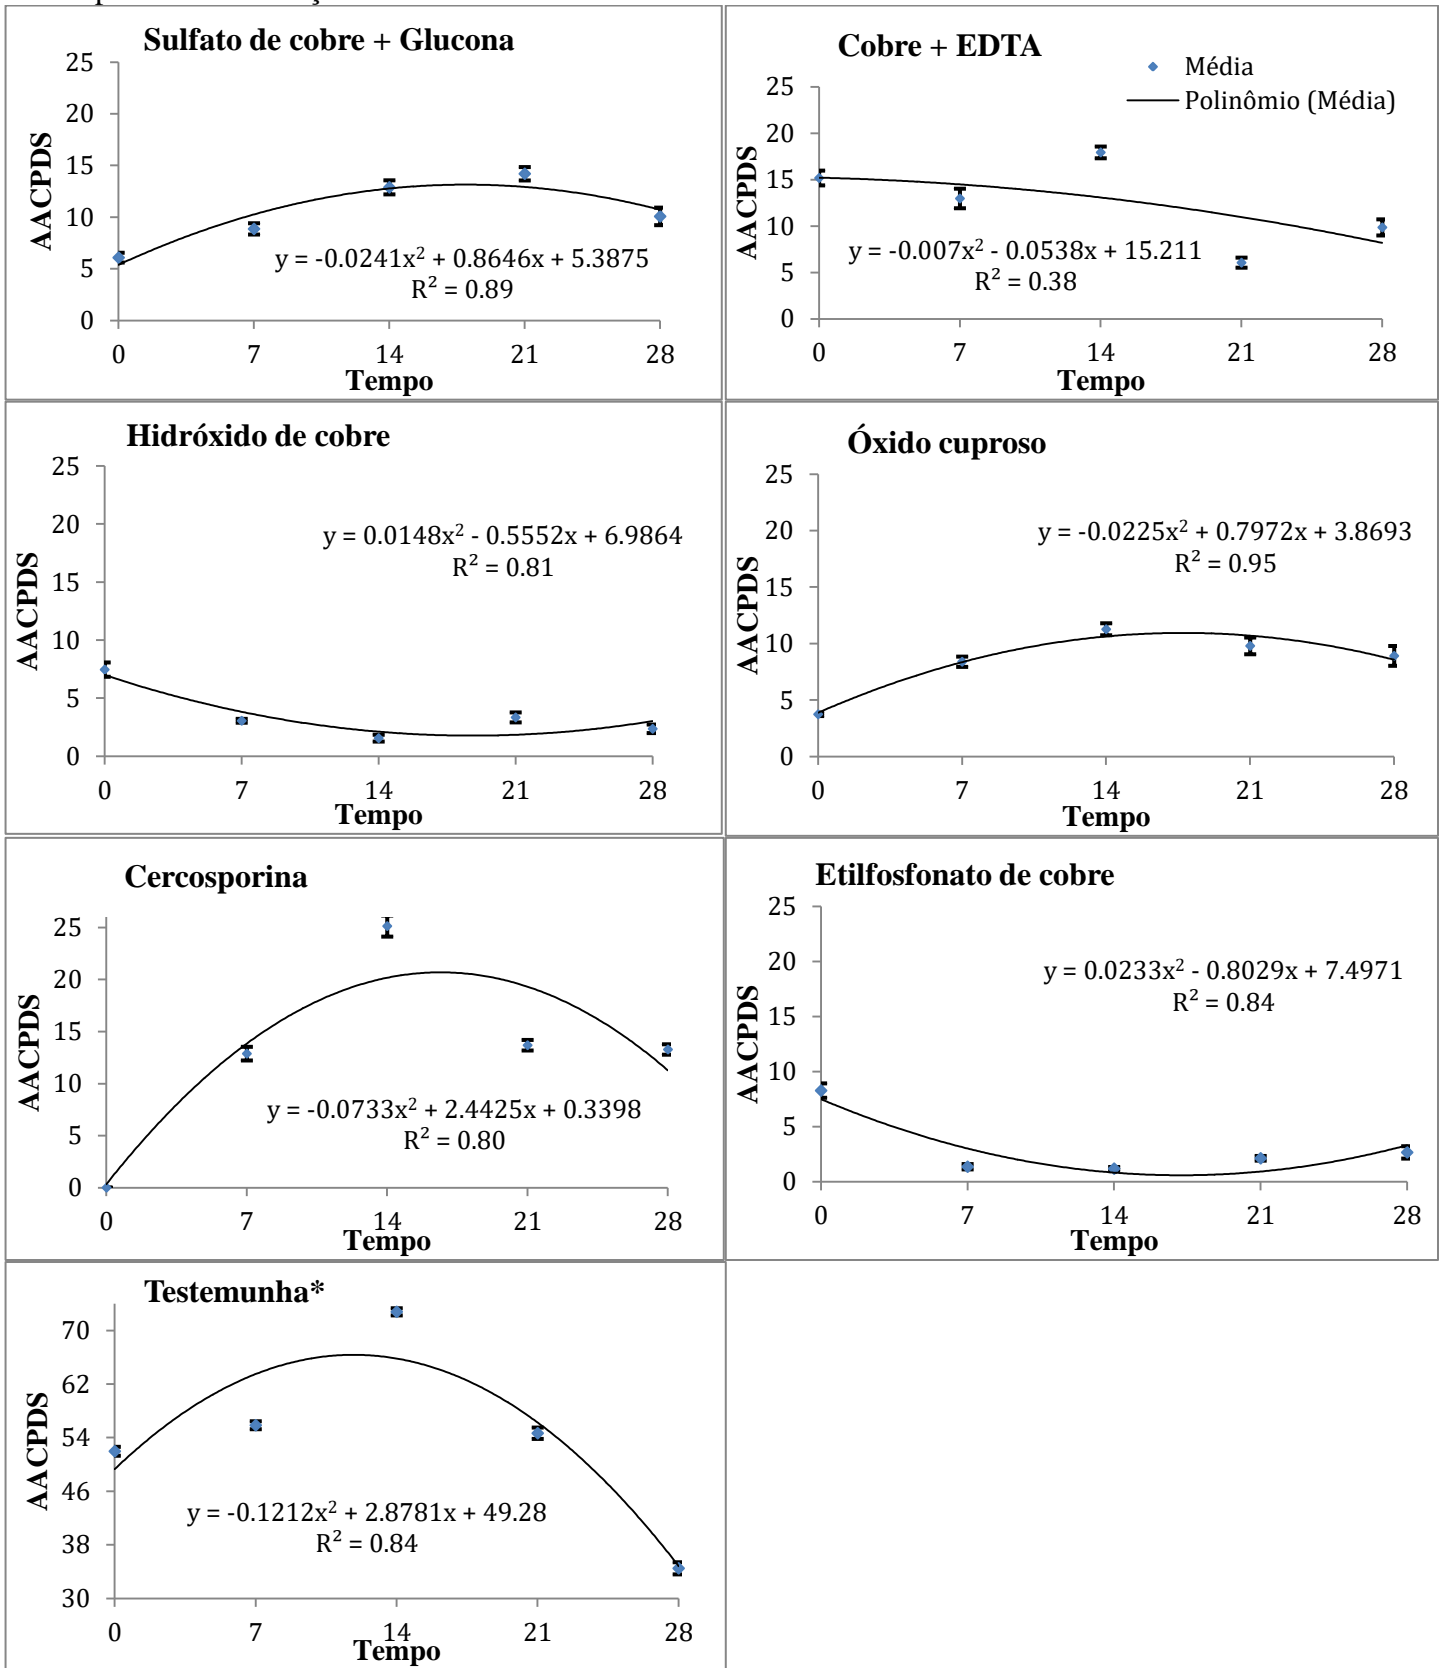 Sulfato de cobre + Glucona
25
20
15
10
5
0
AACPDS
y = -0.0241x² + 0.8646x + 5.3875
R² = 0.89
0 7 14 21 28
Tempo
Cobre + EDTA
Média
Polinômio (Média)
25
20
15
10
5
0
AACPDS
y = -0.007x² - 0.0538x + 15.211
R² = 0.38
0 7 14 21 28
Tempo
Hidróxido de cobre
25
20
15
10
5
0
AACPDS
y = 0.0148x² - 0.5552x + 6.9864
R² = 0.81
0 7 14 21 28
Tempo
Óxido cuproso
25
20
15
10
5
0
AACPDS
y = -0.0225x² + 0.7972x + 3.8693
R² = 0.95
0 7 14 21 28
Tempo
Cercosporina
25
20
15
10
5
0
AACPDS
y = -0.0733x² + 2.4425x + 0.3398
R² = 0.80
0 7 14 21 28
Tempo
Etilfosfonato de cobre
25
20
15
10
5
0
AACPDS
y = 0.0233x² - 0.8029x + 7.4971
R² = 0.84
0 7 14 21 28
Tempo
Testemunha*
70
62
54
46
38
30
AACPDS
y = -0.1212x² + 2.8781x + 49.28
R² = 0.84
0 7 14 21 28
Tempo